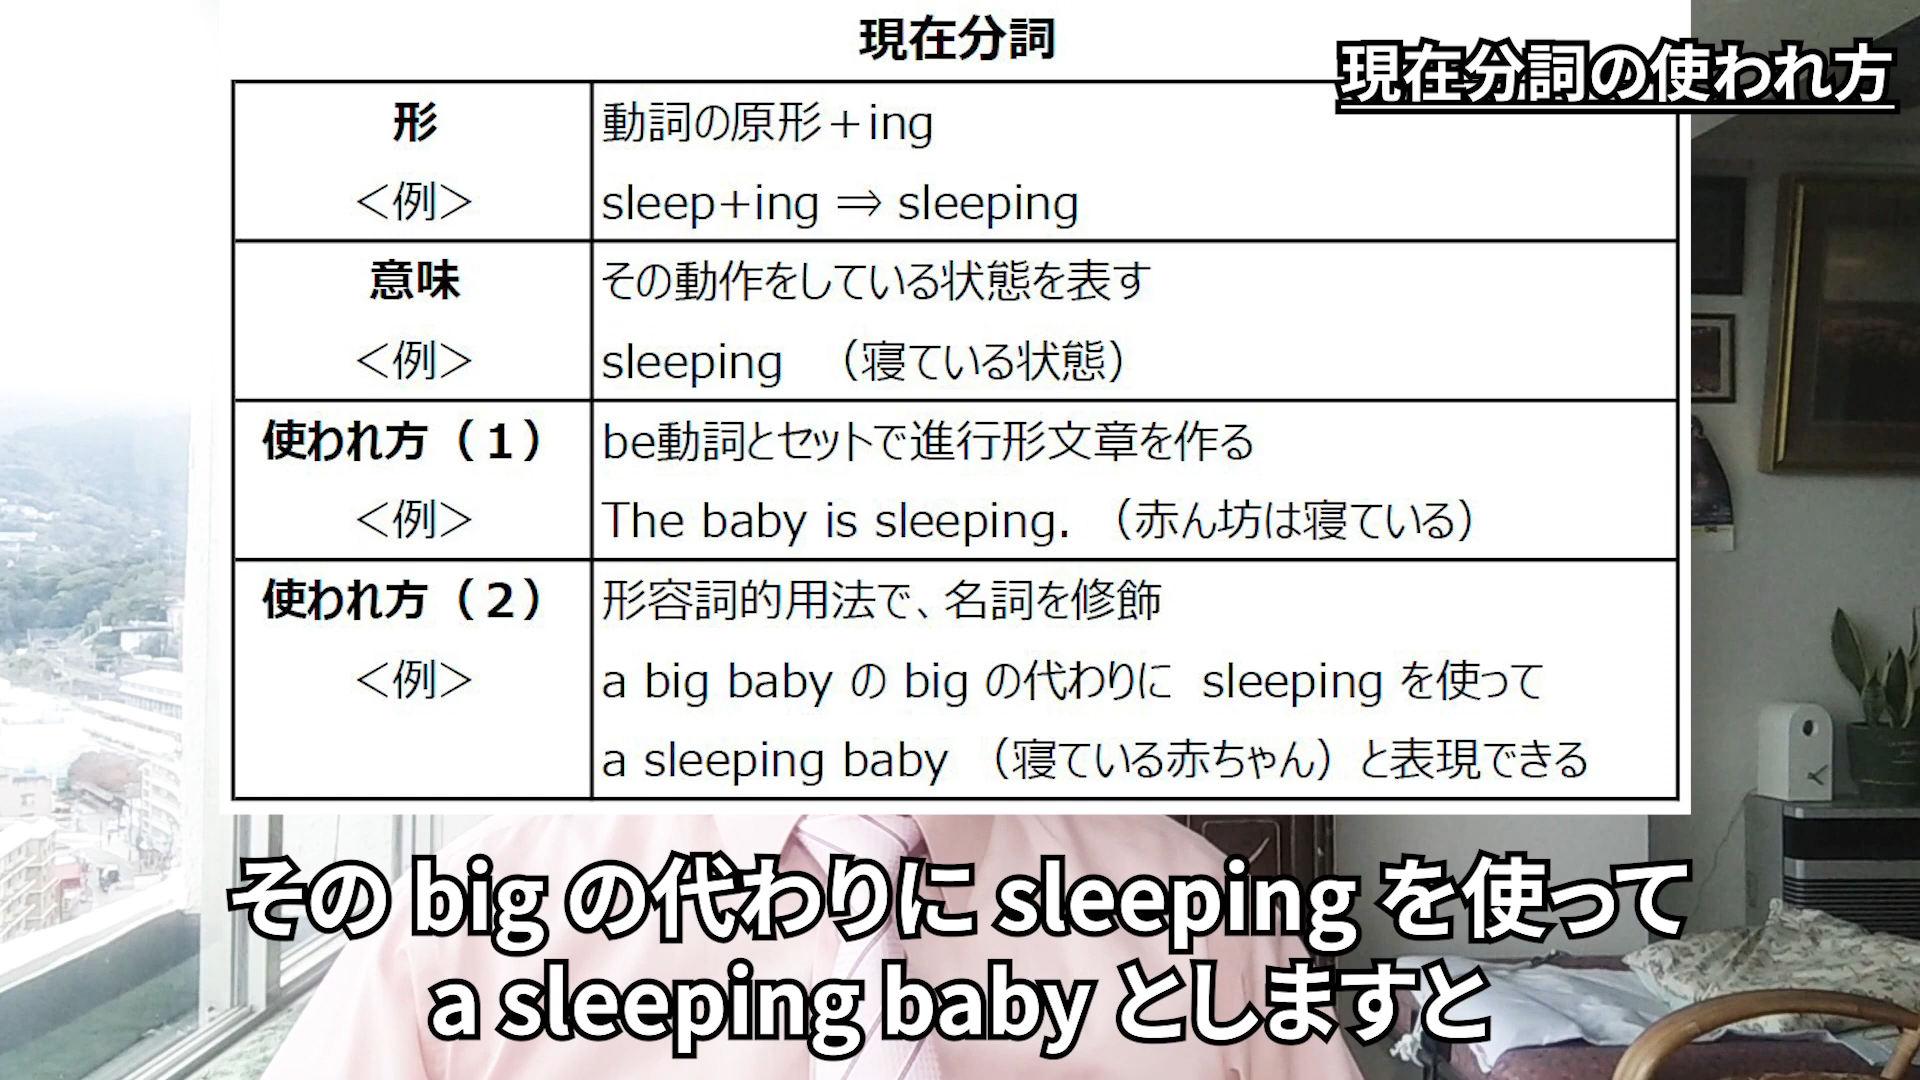 現在分詞
現在分詞の使われ方
形
動詞の原形＋ing
＜例＞
sleep+ing ⇒ sleeping
意味
その動作をしている状態を表す
＜例＞
sleeping （寝ている状態）
使われ方（１）
be動詞とセットで進行形文章を作る
＜例＞
The baby is sleeping. （赤ん坊は寝ている）
使われ方（２）
形容詞的用法で、名詞を修飾
＜例＞
a big baby の big の代わりに sleeping を使って
a sleeping baby （寝ている赤ちゃん）と表現できる
その big の代わりに sleeping を使って
a sleeping baby としますと